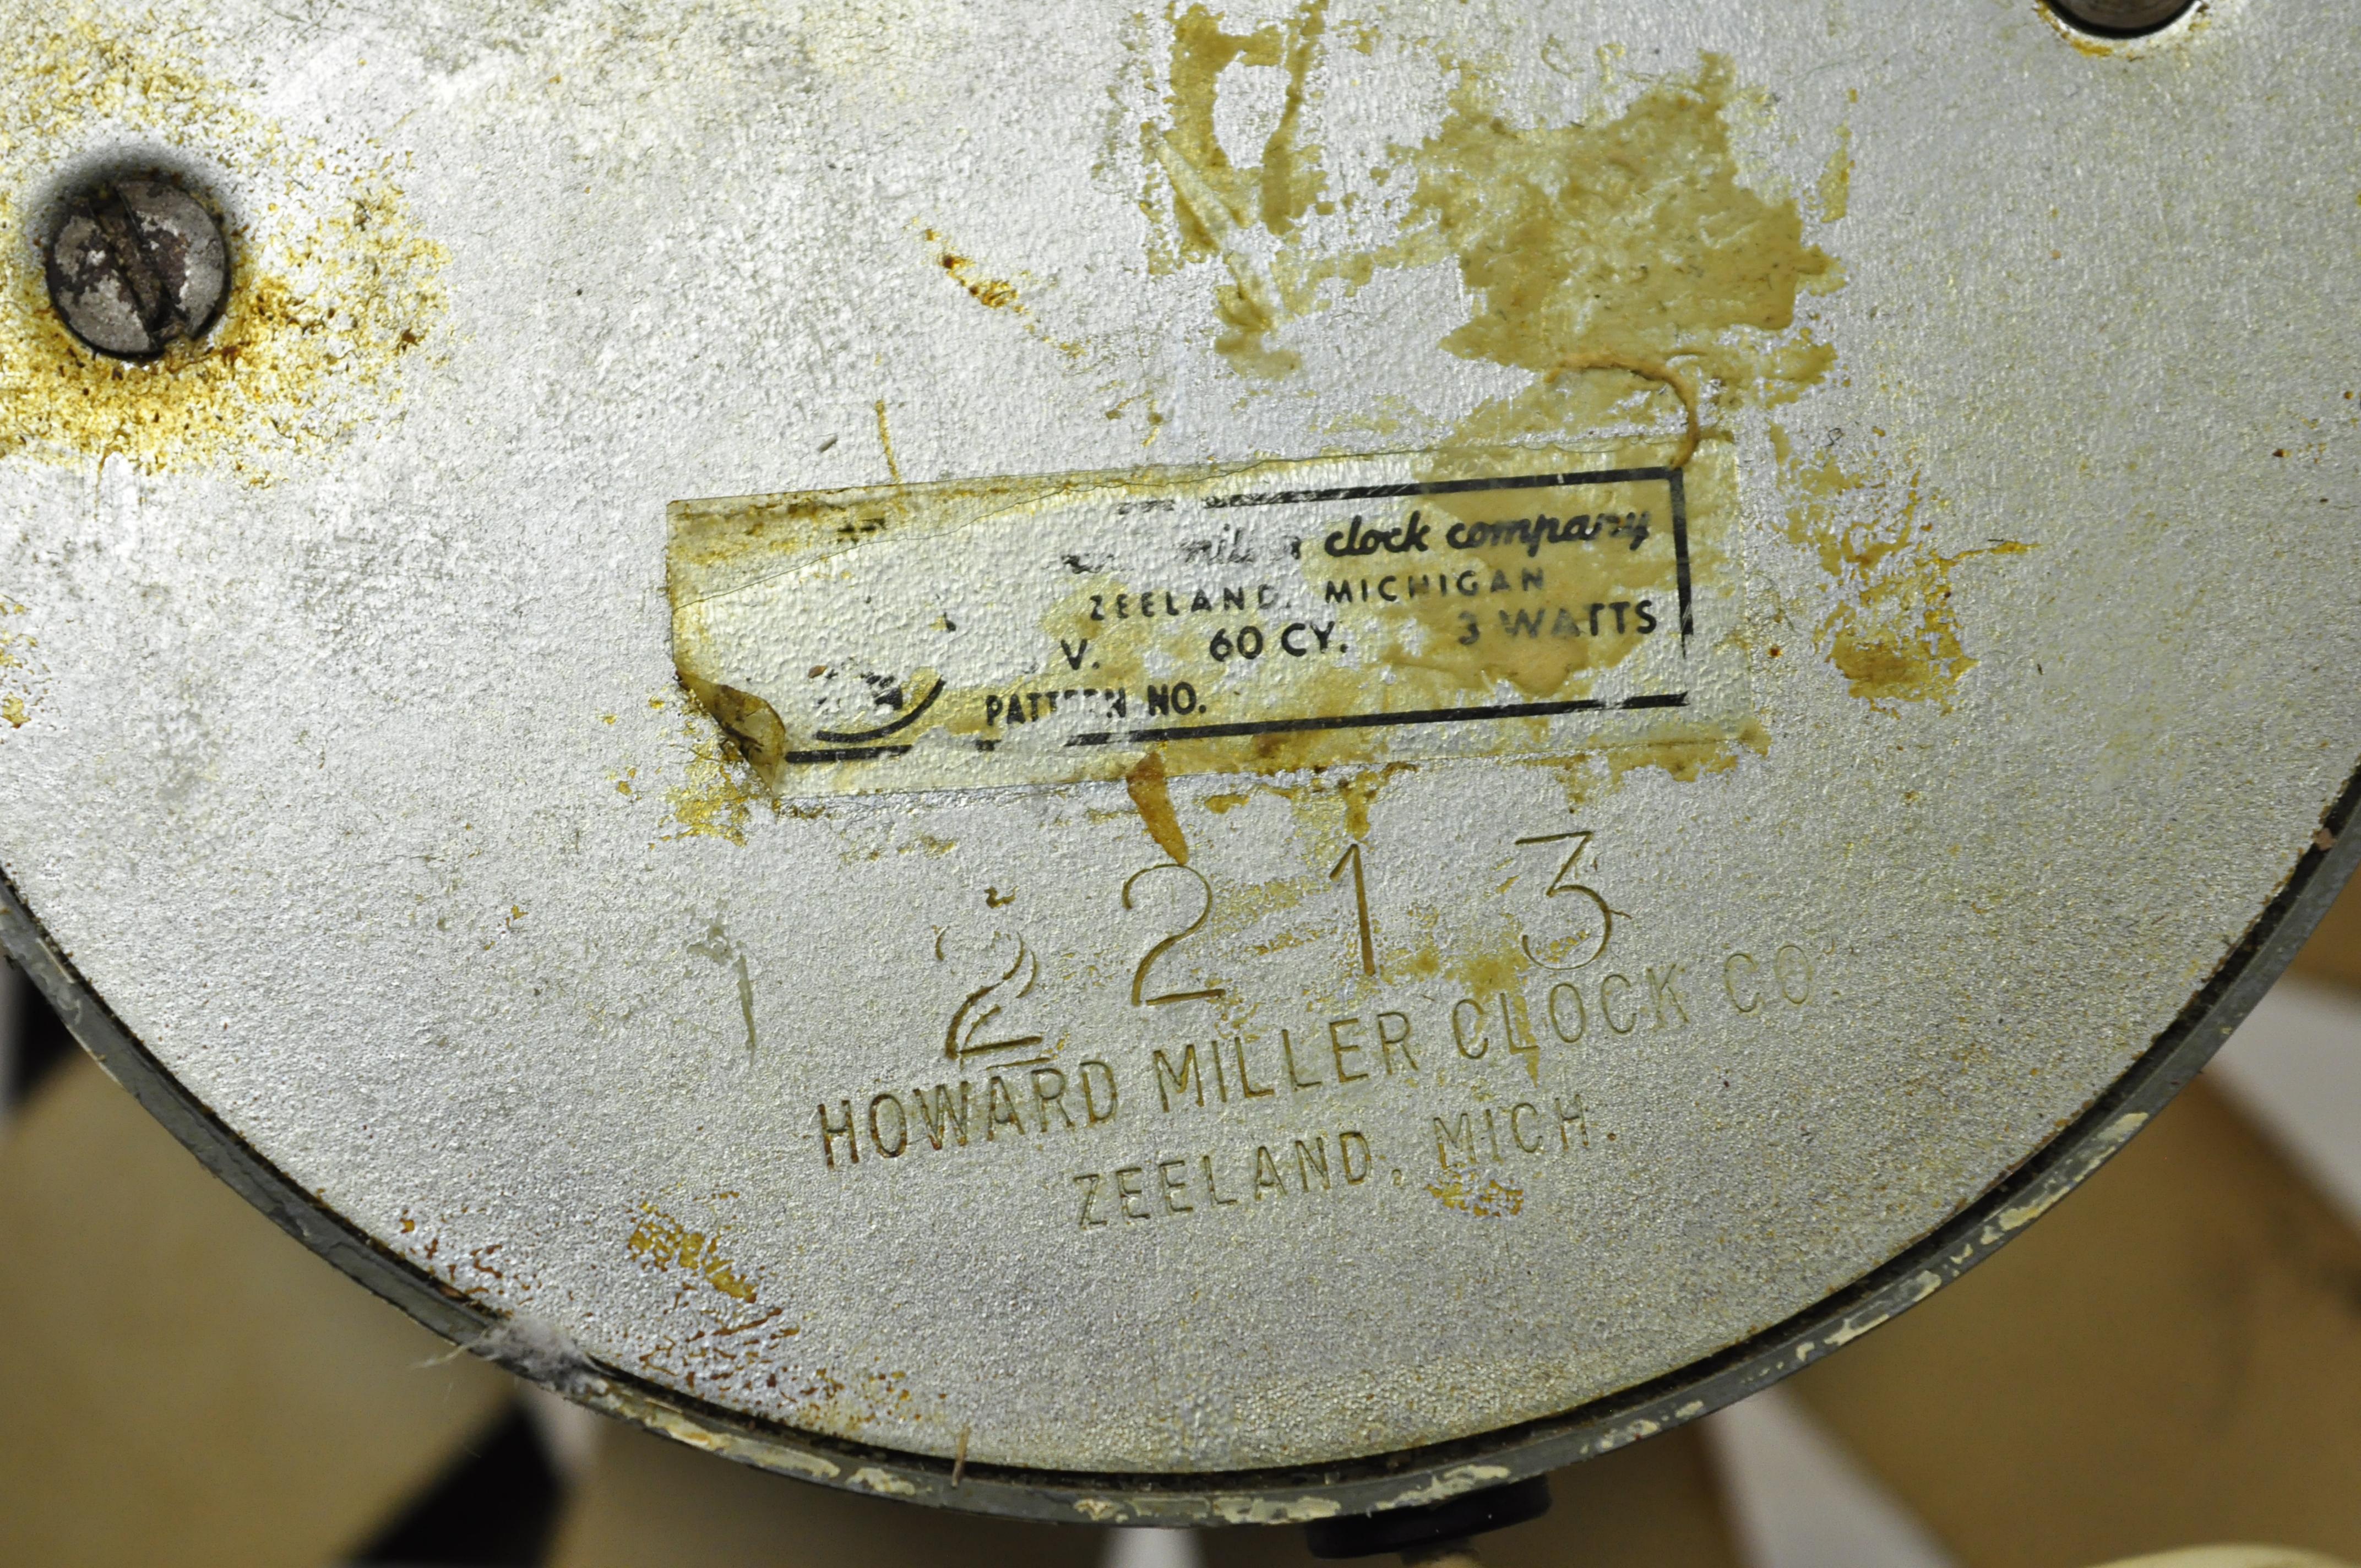 clock company
ZEELAND, MICHIGAN
V. 60 CY. 3 WATTS
PATTERN NO.
2 2 1 3
HOWARD MILLER CLOCK CO.
ZEELAND, MICH.